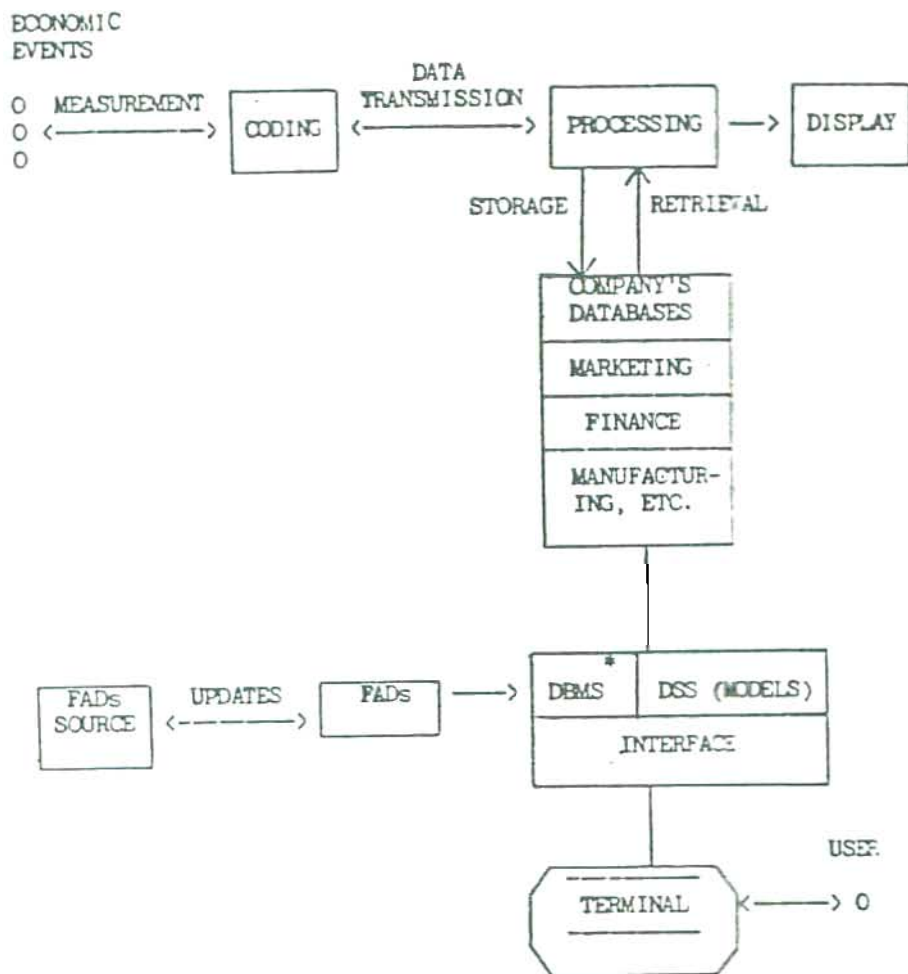 ECONOMIC
EVENTS
O
O
O
MEASUREMENT
CODING
DATA
TRANSMISSION
PROCESSING
DISPLAY
STORAGE
RETRIEVAL
COMPANY'S
DATABASES
MARKETING
FINANCE
MANUFACTUR-
ING, ETC.
FADs
SOURCE
UPDATES
FADs
DBMS*
DSS (MODELS)
INTERFACE
TERMINAL
USER
O